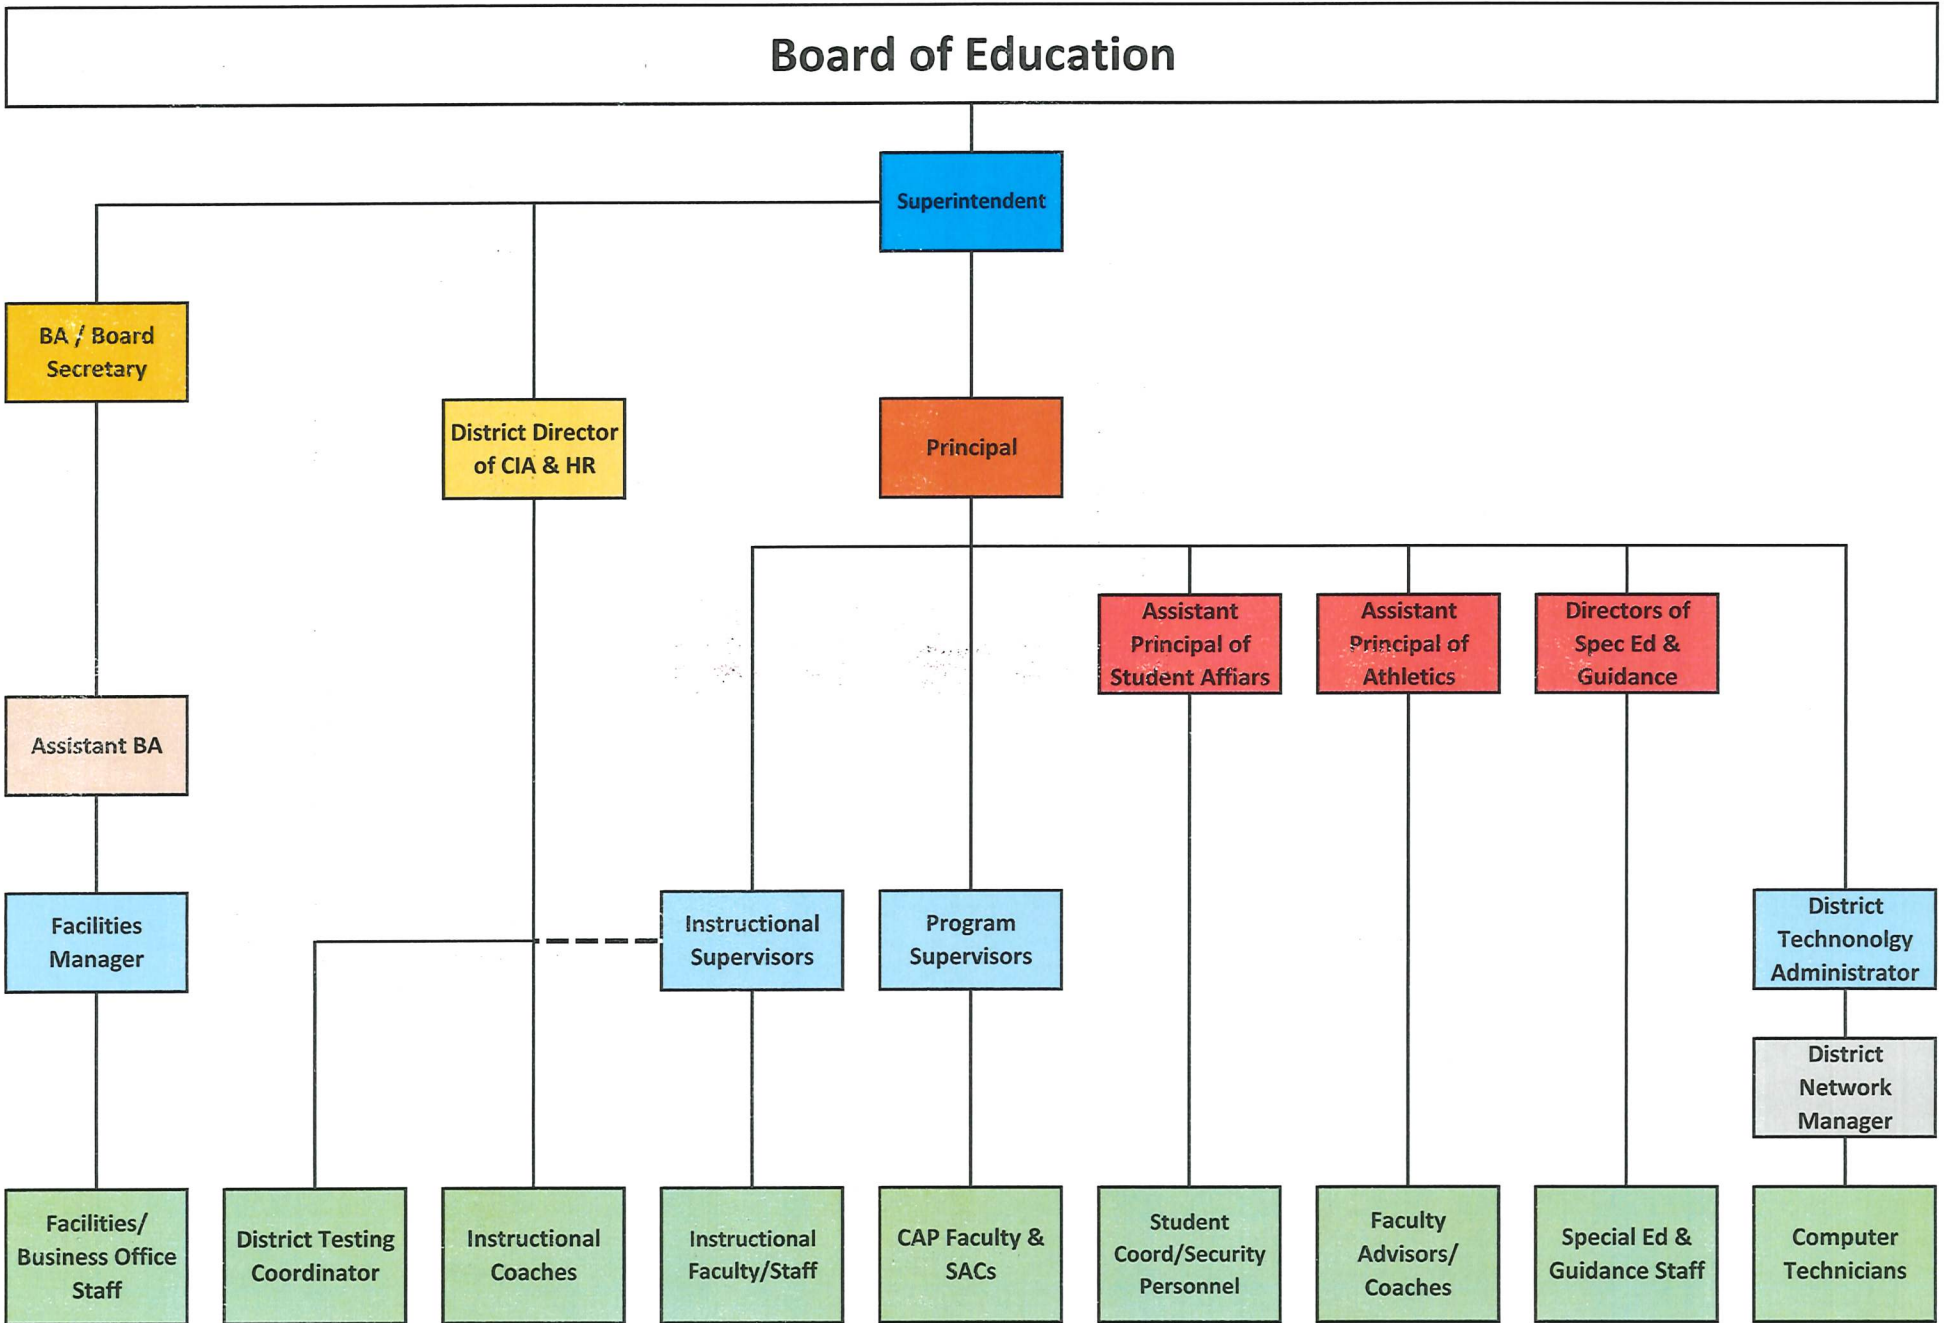 Board of Education
Superintendent
BA / Board
Secretary
District Director
of CIA & HR
Principal
Assistant
Principal of
Student Affiars
Assistant
Principal of
Athletics
Directors of
Spec Ed &
Guidance
Assistant BA
Facilities
Manager
Instructional
Supervisors
Program
Supervisors
District
Technonolgy
Administrator
District
Network
Manager
Facilities/
Business Office
Staff
District Testing
Coordinator
Instructional
Coaches
Instructional
Faculty/Staff
CAP Faculty &
SACs
Student
Coord/Security
Personnel
Faculty
Advisors/
Coaches
Special Ed &
Guidance Staff
Computer
Technicians